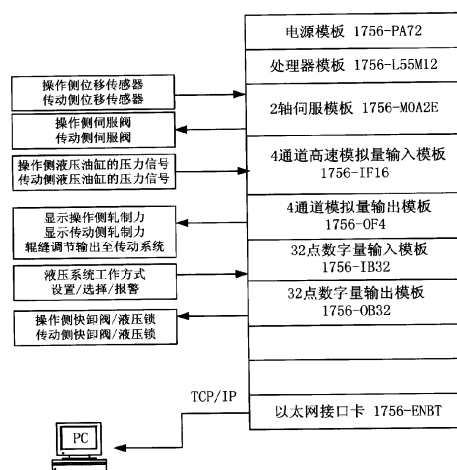 电源模板 1756-PA72
处理器模板 1756-L55M12
操作侧位移传感器
传动侧位移传感器
2轴伺服模板 1756-MOA2E
操作侧伺服阀
传动侧伺服阀
4通道高速模拟量输入模板
1756-IF16
操作侧液压油缸的压力信号
传动侧液压油缸的压力信号
4通道模拟量输出模板
1756-OF4
显示操作侧轧制力
显示传动侧轧制力
辊缝调节输出至传动系统
32点数字量输入模板
1756-IB32
液压系统工作方式
设置/选择/报警
32点数字量输出模板
1756-OB32
操作侧快卸阀/液压锁
传动侧快卸阀/液压锁
TCP/IP
以太网接口卡 1756-ENBT
PC